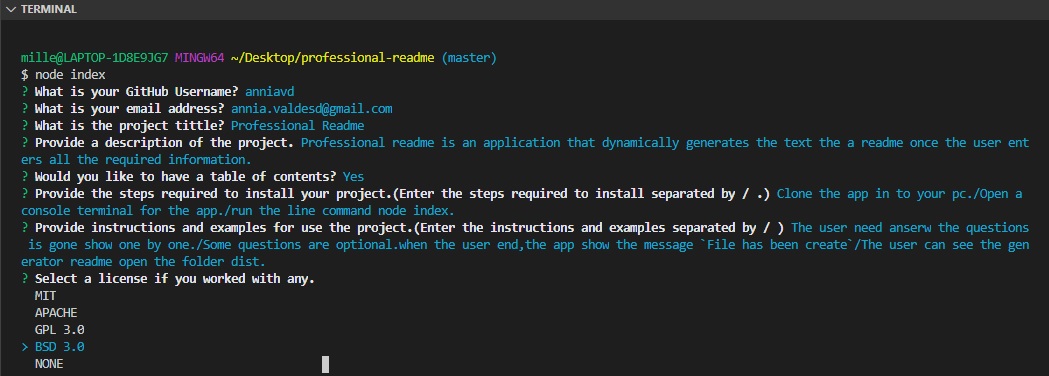 TERMINAL
mille@LAPTOP-1D8E9JG7 MINGW64 ~/Desktop/professional-readme (master)
$ node index
? What is your GitHub Username? anniavd
? What is your email address? annia.valdesd@gmail.com
? What is the project tittle? Professional Readme
? Provide a description of the project. Professional readme is an application that dynamically generates the text the a readme once the user ent
ers all the required information.
? Would you like to have a table of contents? Yes
? Provide the steps required to install your project.(Enter the steps required to install separated by / .) Clone the app in to your pc./Open a
console terminal for the app./run the line command node index.
? Provide instructions and examples for use the project.(Enter the instructions and examples separated by / ) The user need anserw the questions
is gone show one by one./Some questions are optional.when the user end,the app show the message `File has been create`/The user can see the gen
erator readme open the folder dist.
? Select a license if you worked with any.
MIT
APACHE
GPL 3.0
> BSD 3.0
NONE